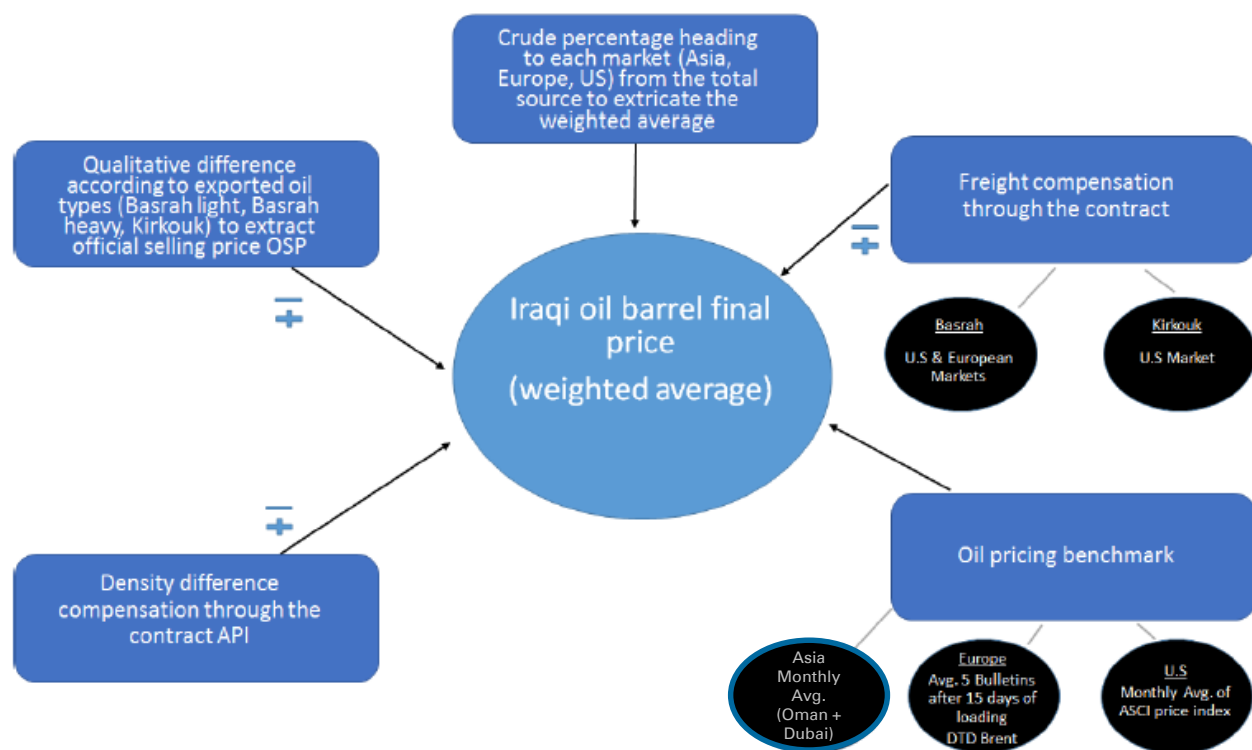 Crude percentage heading
to each market (Asia,
Europe, US) from the total
source to extricate the
weighted average
Qualitative difference
according to exported oil
types (Basrah light, Basrah
heavy, Kirkouk) to extract
official selling price OSP
Freight compensation
through the contract
Iraqi oil barrel final
price
(weighted average)
Basrah
U.S & European
Markets
Kirkouk
U.S Market
Density difference
compensation through the
contract API
Oil pricing benchmark
Asia
Monthly
Avg.
(Oman +
Dubai)
Europe
Avg. 5 Bulletins
after 15 days of
loading
DTD Brent
U.S
Monthly Avg. of
ASCI price index